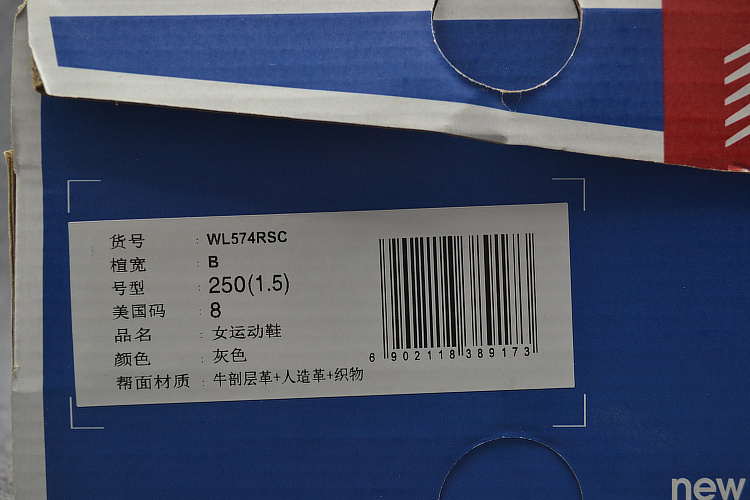 货号 : WL574RSC
楦宽 : B
号型 : 250(1.5)
美国码 : 8
品名 : 女运动鞋
颜色 : 灰色
帮面材质 : 牛剖层革+人造革+织物
6 902118 389173
new